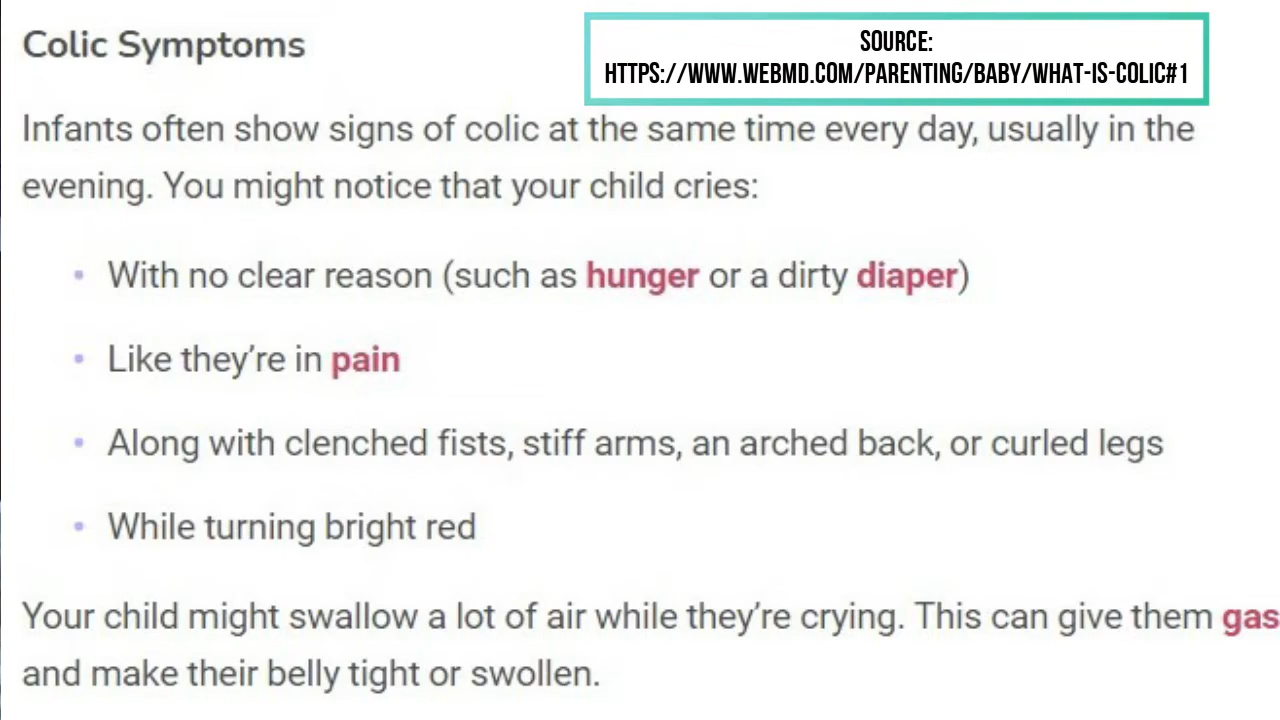 Colic Symptoms
SOURCE:
HTTPS://WWW.WEBMD.COM/PARENTING/BABY/WHAT-IS-COLIC#1
Infants often show signs of colic at the same time every day, usually in the
evening. You might notice that your child cries:
• With no clear reason (such as hunger or a dirty diaper)
• Like they’re in pain
• Along with clenched fists, stiff arms, an arched back, or curled legs
• While turning bright red
Your child might swallow a lot of air while they’re crying. This can give them gas
and make their belly tight or swollen.